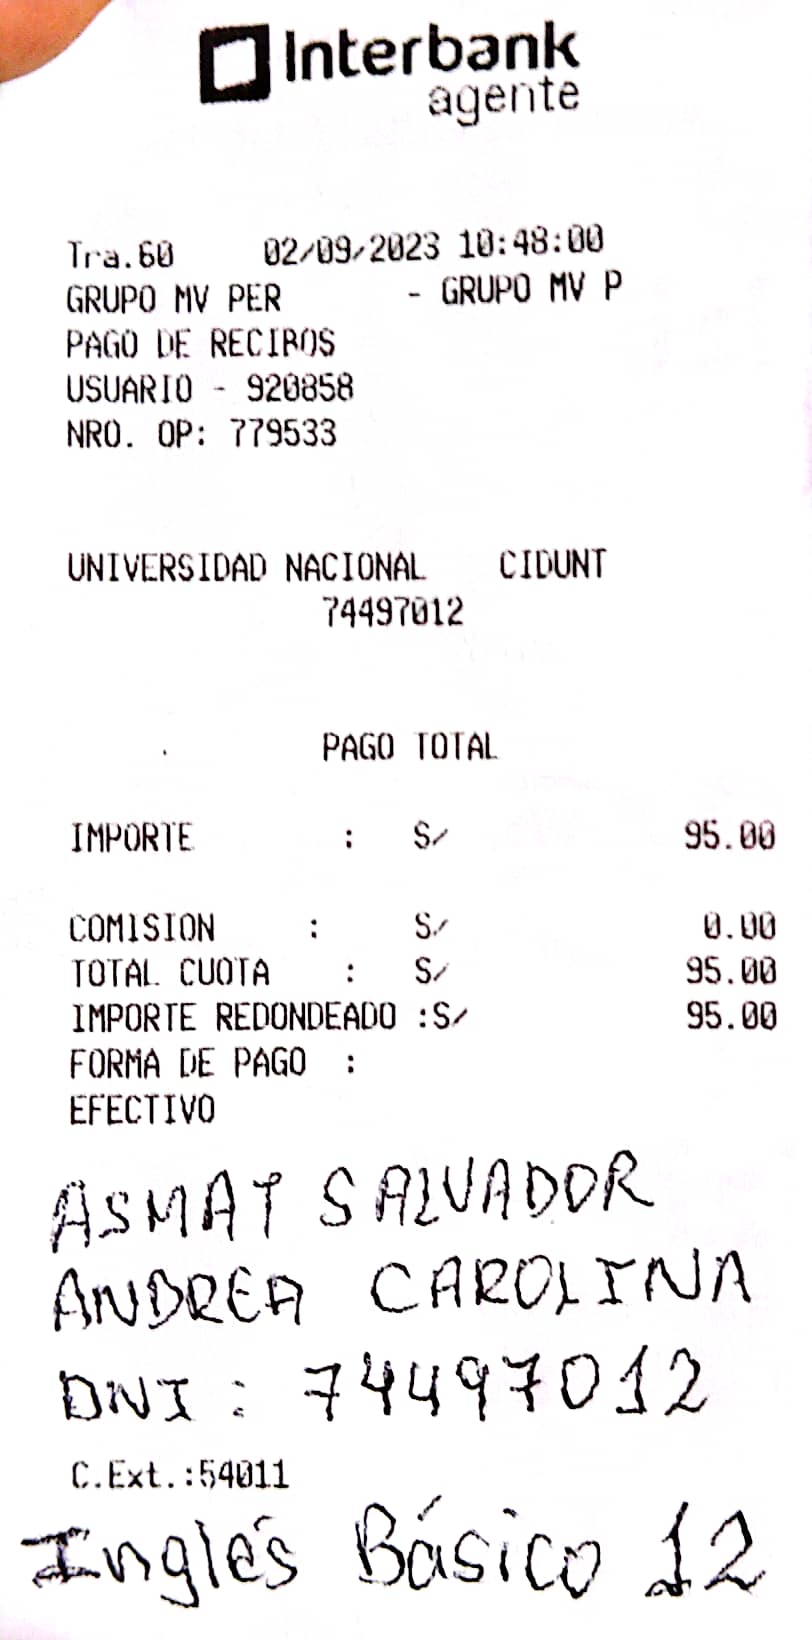 Interbank
agente
Tra.60 02/09/2023 10:48:00
GRUPO MV PER - GRUPO MV P
PAGO DE RECIBOS
USUARIO - 920858
NRO. OP: 779533
UNIVERSIDAD NACIONAL CIDUNT
74497012
PAGO TOTAL
IMPORTE : S/ 95.00
COMISION : S/ 0.00
TOTAL CUOTA : S/ 95.00
IMPORTE REDONDEADO :S/ 95.00
FORMA DE PAGO :
EFECTIVO
ASMAT SALVADOR
ANDREA CAROLINA
DNI : 74497012
C.Ext.:54011
Inglés Básico 12